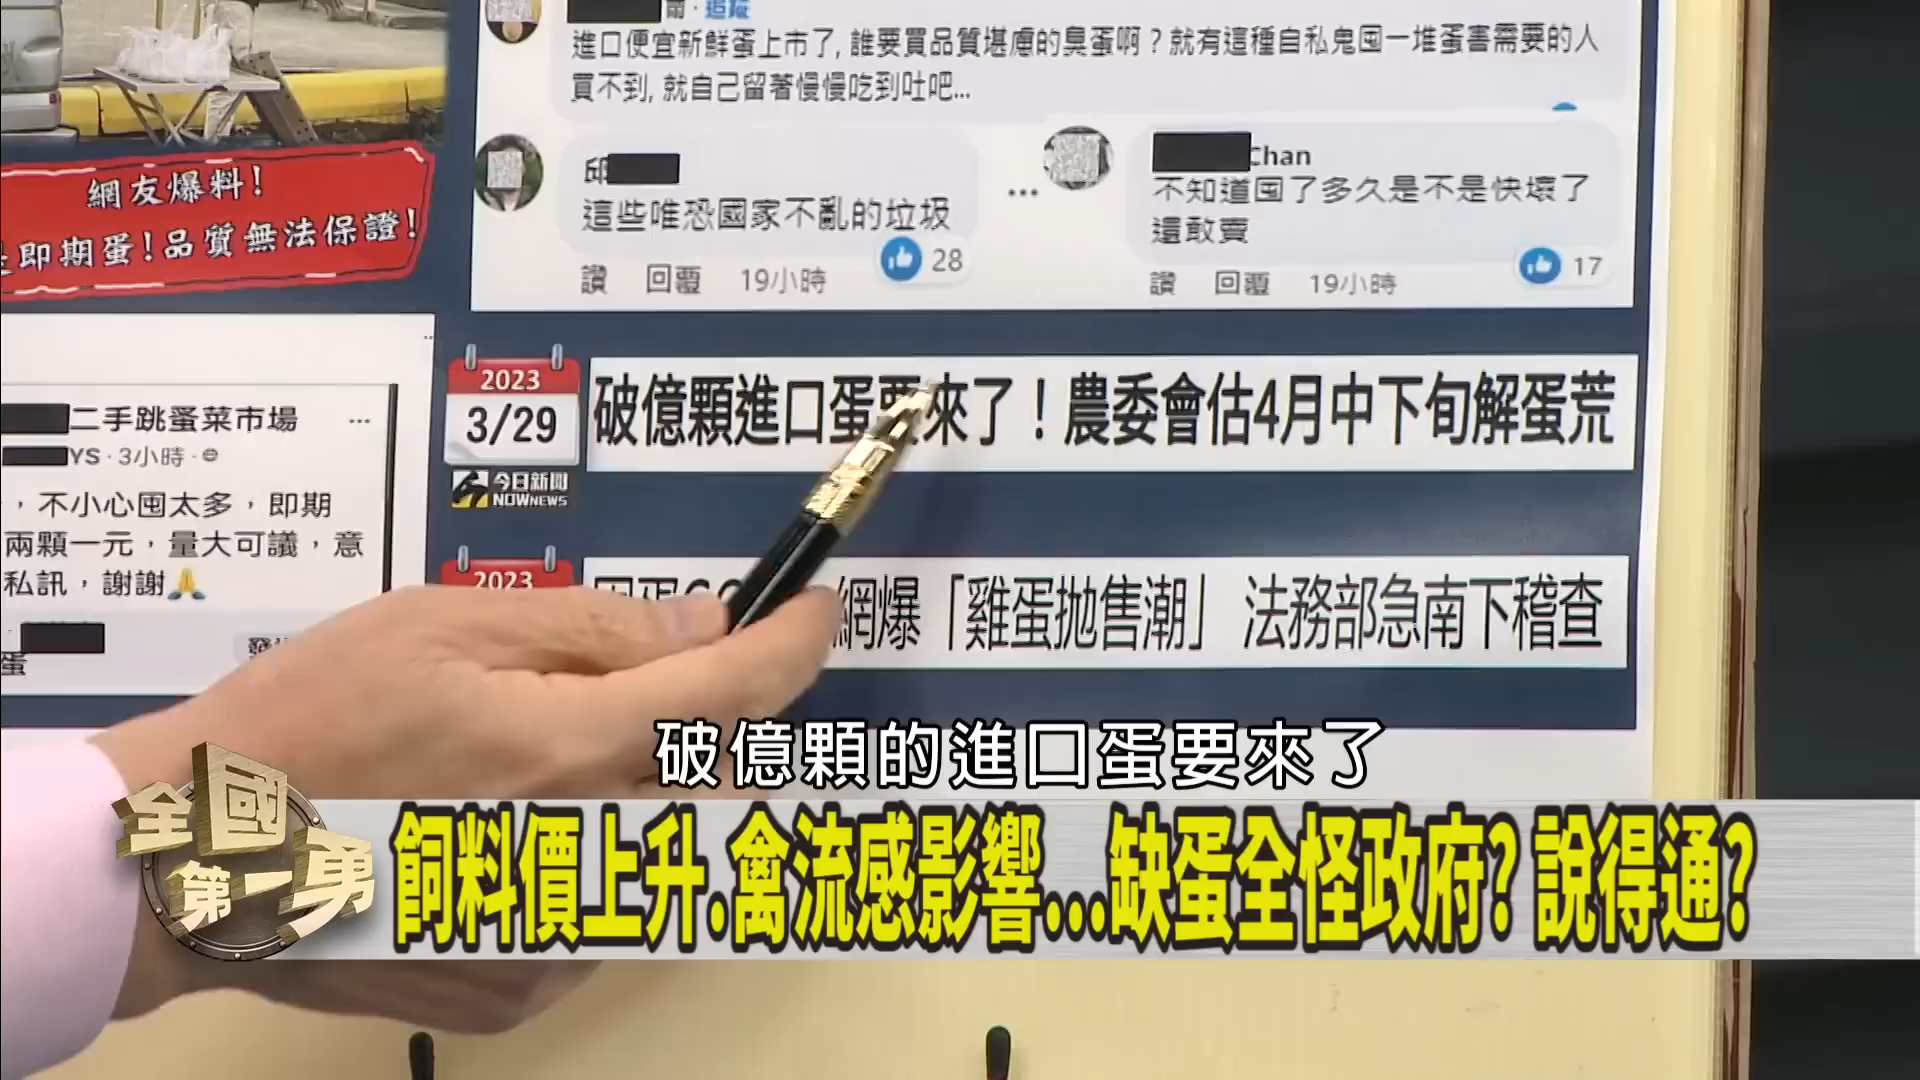 雨·追蹤
進口便宜新鮮蛋上市了, 誰要買品質堪慮的臭蛋啊？就有這種自私鬼囤一堆蛋害需要的人
買不到, 就自己留著慢慢吃到吐吧...
邱
這些唯恐國家不亂的垃圾
讚 回覆 19小時 28
Chan
不知道囤了多久是不是快壞了
還敢賣
讚 回覆 19小時 17
網友爆料!
即期蛋!品質無法保證!
二手跳蚤菜市場
YS·3小時·
，不小心囤太多，即期
兩顆一元，量大可議，意
私訊，謝謝🙏
蛋
2023
3/29
今日新聞
NOWNEWS
破億顆進口蛋要來了！農委會估4月中下旬解蛋荒
2023
網爆「雞蛋拋售潮」 法務部急南下稽查
破億顆的進口蛋要來了
全國第一勇
飼料價上升.禽流感影響...缺蛋全怪政府?說得通?